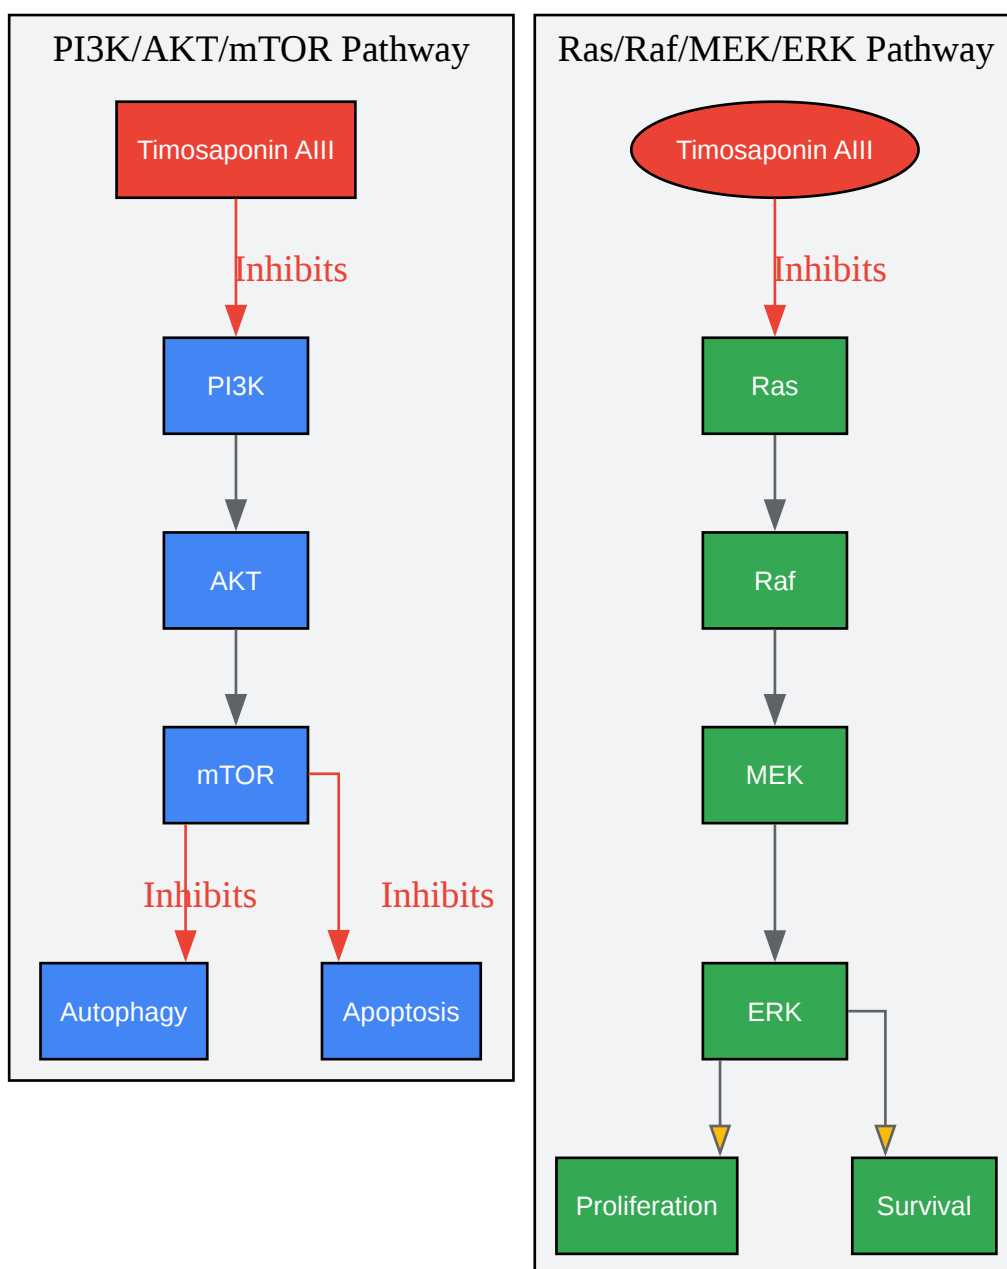 PI3K/AKT/mTOR Pathway
Timosaponin AIII
Inhibits
PI3K
AKT
mTOR
Inhibits
Inhibits
Autophagy
Apoptosis
Ras/Raf/MEK/ERK Pathway
Timosaponin AIII
Inhibits
Ras
Raf
MEK
ERK
Proliferation
Survival